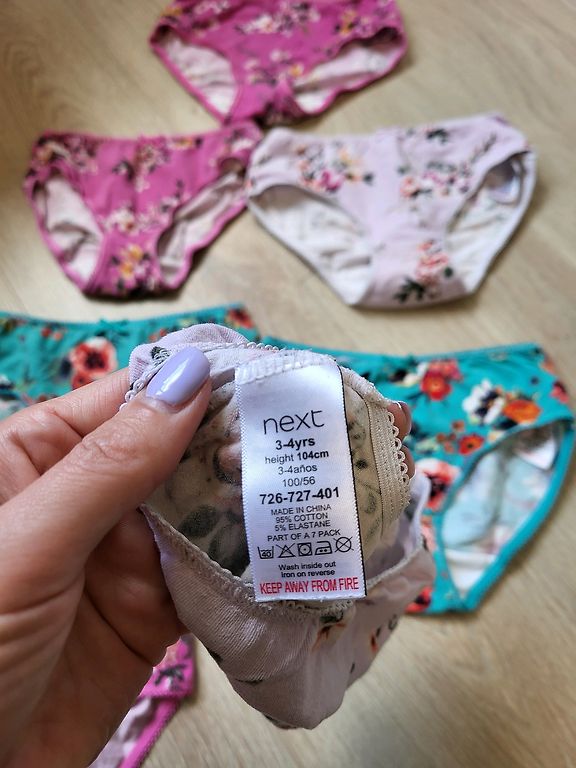 next
3-4yrs
height 104cm
3-4años
100/56
726-727-401
MADE IN CHINA
95% COTTON
5% ELASTANE
PART OF A 7 PACK
40
Wash inside out
iron on reverse
KEEP AWAY FROM FIRE